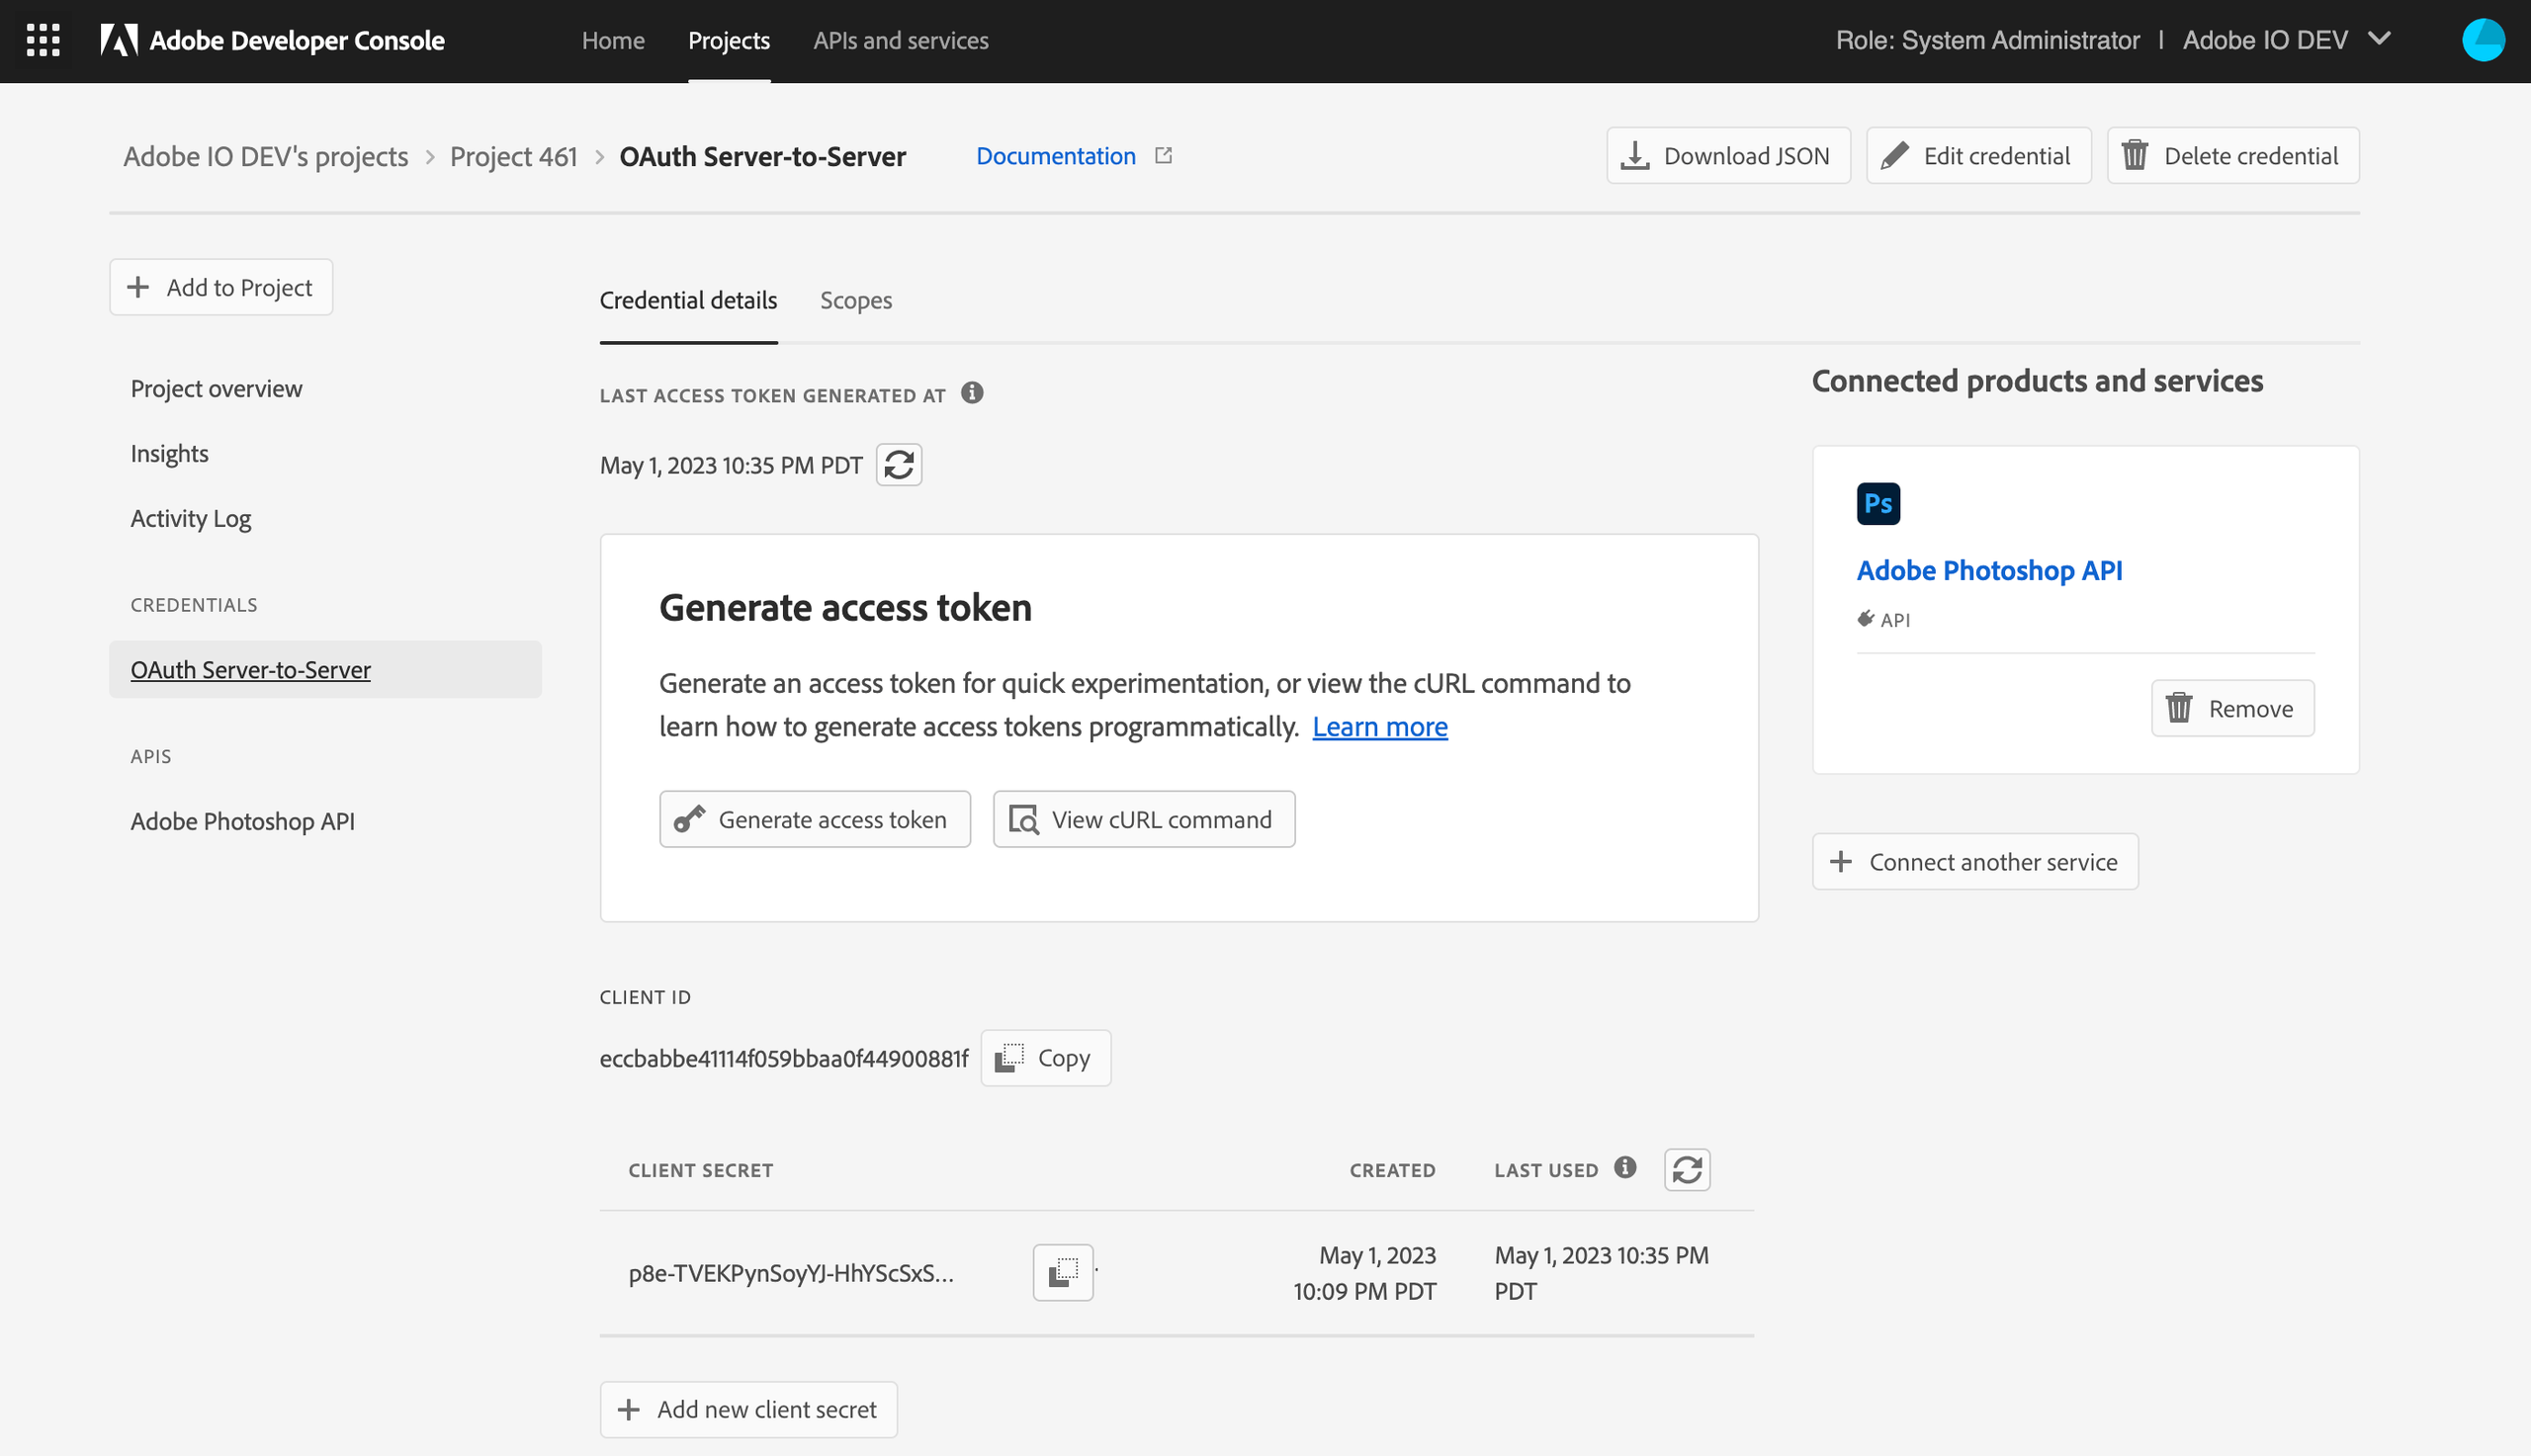 Adobe Developer Console
Home
Projects
APIs and services
Role: System Administrator | Adobe IO DEV
Adobe IO DEV's projects > Project 461 > OAuth Server-to-Server
Documentation
Download JSON
Edit credential
Delete credential
Add to Project
Project overview
Insights
Activity Log
CREDENTIALS
OAuth Server-to-Server
APIS
Adobe Photoshop API
Credential details
Scopes
LAST ACCESS TOKEN GENERATED AT
May 1, 2023 10:35 PM PDT
Generate access token
Generate an access token for quick experimentation, or view the cURL command to
learn how to generate access tokens programmatically. Learn more
Generate access token
View cURL command
CLIENT ID
eccbabbe41114f059bbaa0f44900881f
Copy
CLIENT SECRET
CREATED
LAST USED
p8e-TVEKPynSoyYJ-HhYScSxS...
May 1, 2023
10:09 PM PDT
May 1, 2023 10:35 PM
PDT
Add new client secret
Connected products and services
Ps
Adobe Photoshop API
API
Remove
Connect another service